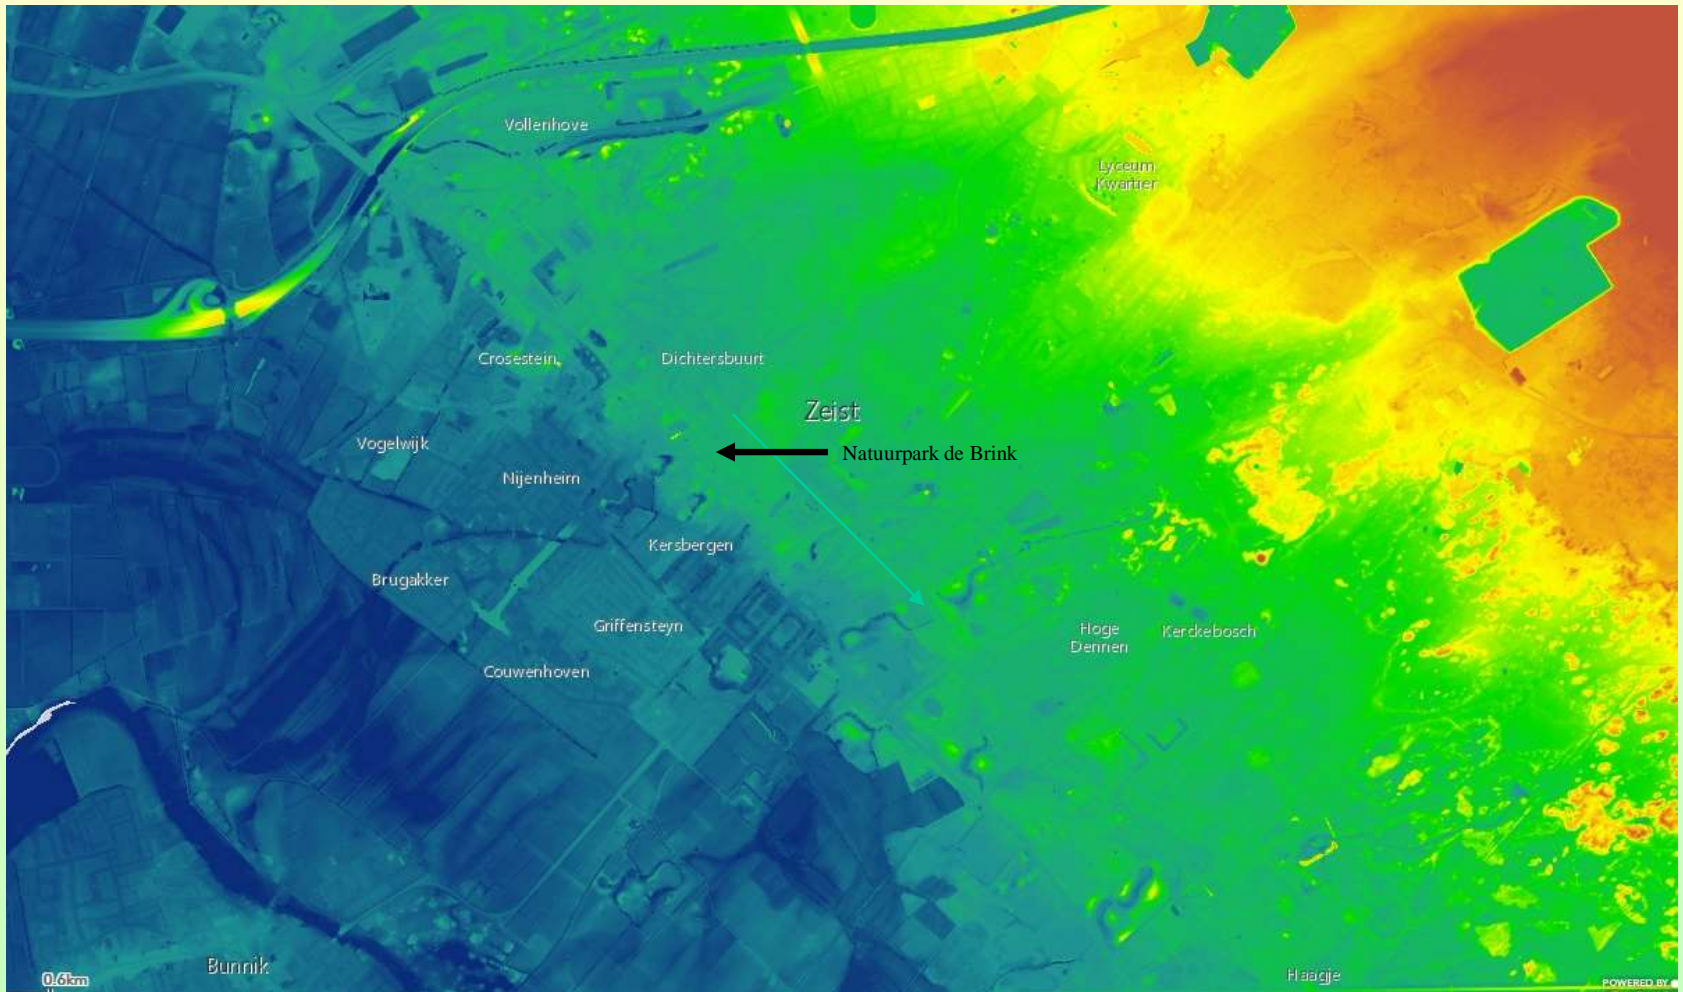 Vollenhove
Lyceum
Kwartier
Crosestein
Dichtersbuurt
Zeist
Vogelwijk
Natuurpark de Brink
Nijenheim
Kersbergen
Brugakker
Griffensteyn
Hoge
Dennen
Kerckebosch
Couwenhoven
Bunnik
0.6km
Haagje
POWERED BY